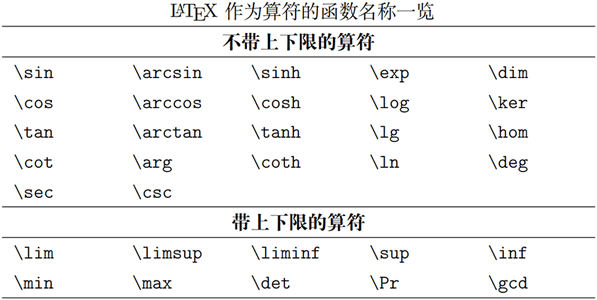 LATEX 作为算符的函数名称一览
不带上下限的算符
\sin \arcsin \sinh \exp \dim
\cos \arccos \cosh \log \ker
\tan \arctan \tanh \lg \hom
\cot \arg \coth \ln \deg
\sec \csc
带上下限的算符
\lim \limsup \liminf \sup \inf
\min \max \det \Pr \gcd